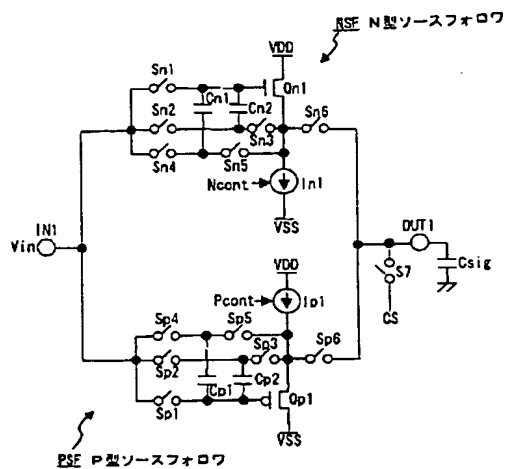 NSF N型ソースフォロワ
VDD
Sn1
Cn1
Cn2
Qn1
Sn2
Sn3
Sn6
Sn4
Sn5
Ncont
In1
VSS
Vin
IN1
OUT1
S7
Csig
CS
VDD
Pcont
Ip1
Sp4
Sp5
Sp3
Sp6
Sp2
Cp1
Cp2
Qp1
Sp1
VSS
PSF P型ソースフォロワ